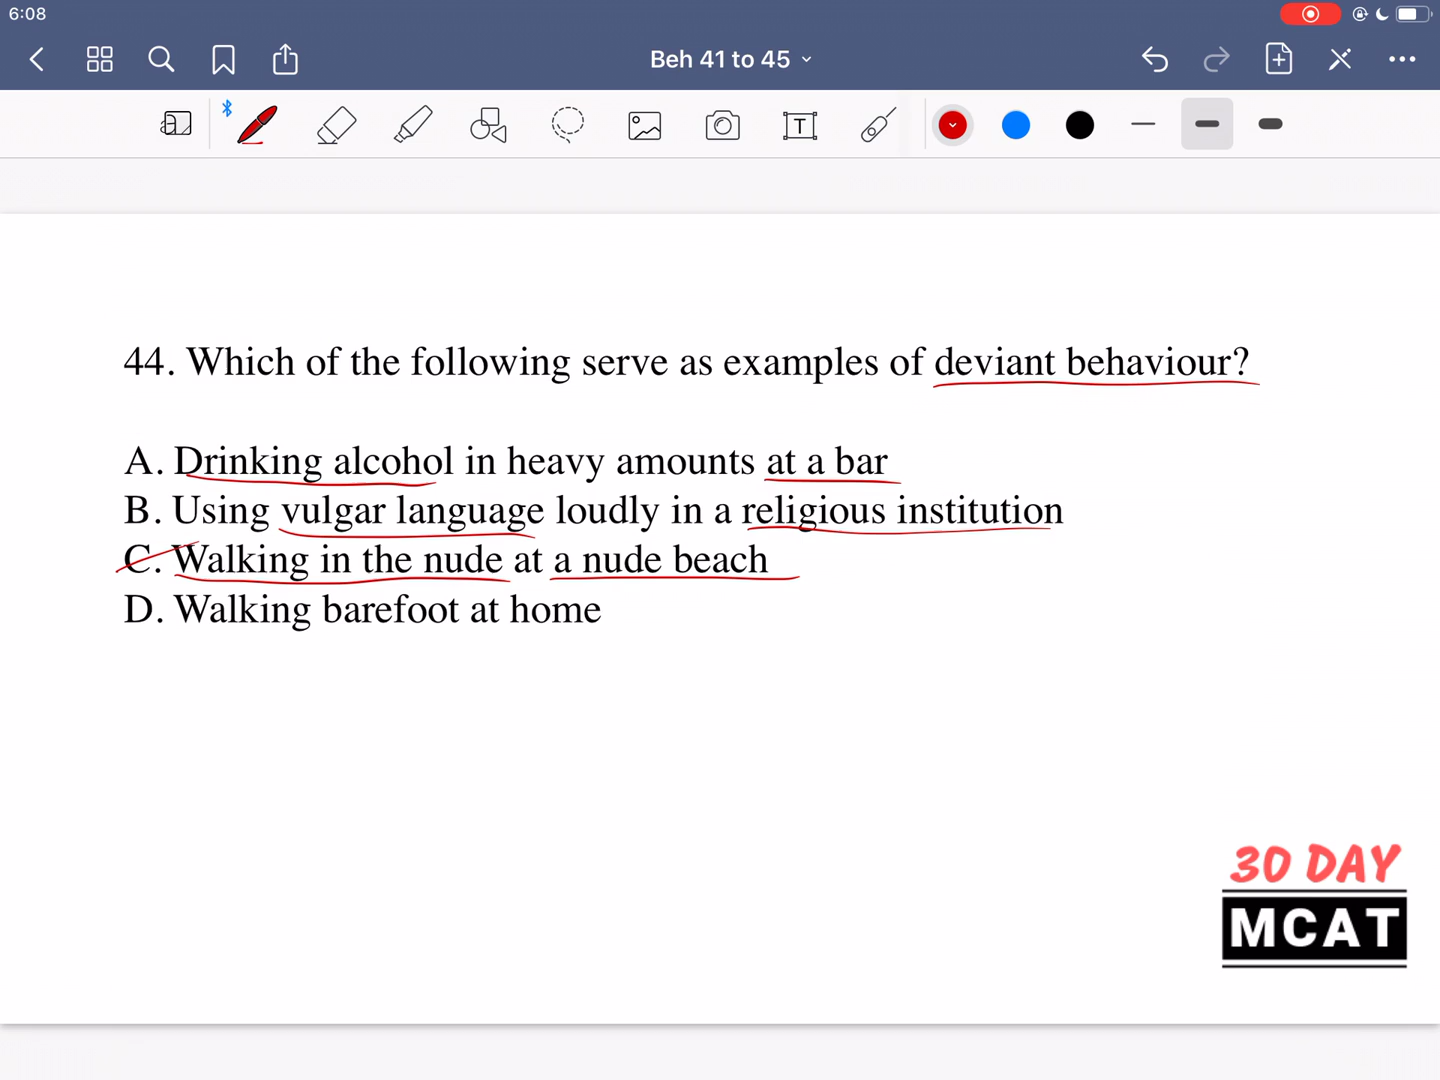 6:08
Beh 41 to 45
a
T
44. Which of the following serve as examples of deviant behaviour?
A. Drinking alcohol in heavy amounts at a bar
B. Using vulgar language loudly in a religious institution
C. Walking in the nude at a nude beach
D. Walking barefoot at home
30 DAY
MCAT